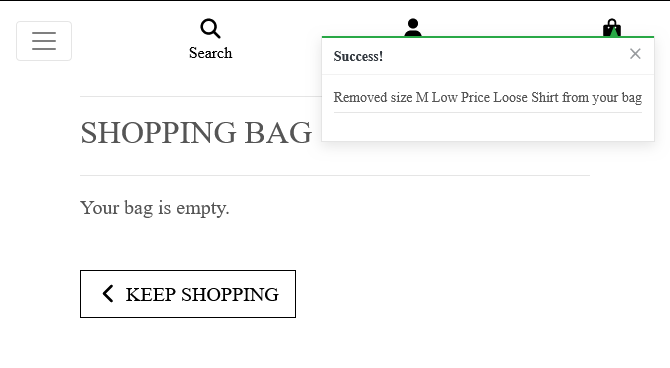 Search
Success!
Removed size M Low Price Loose Shirt from your bag
SHOPPING BAG
Your bag is empty.
KEEP SHOPPING